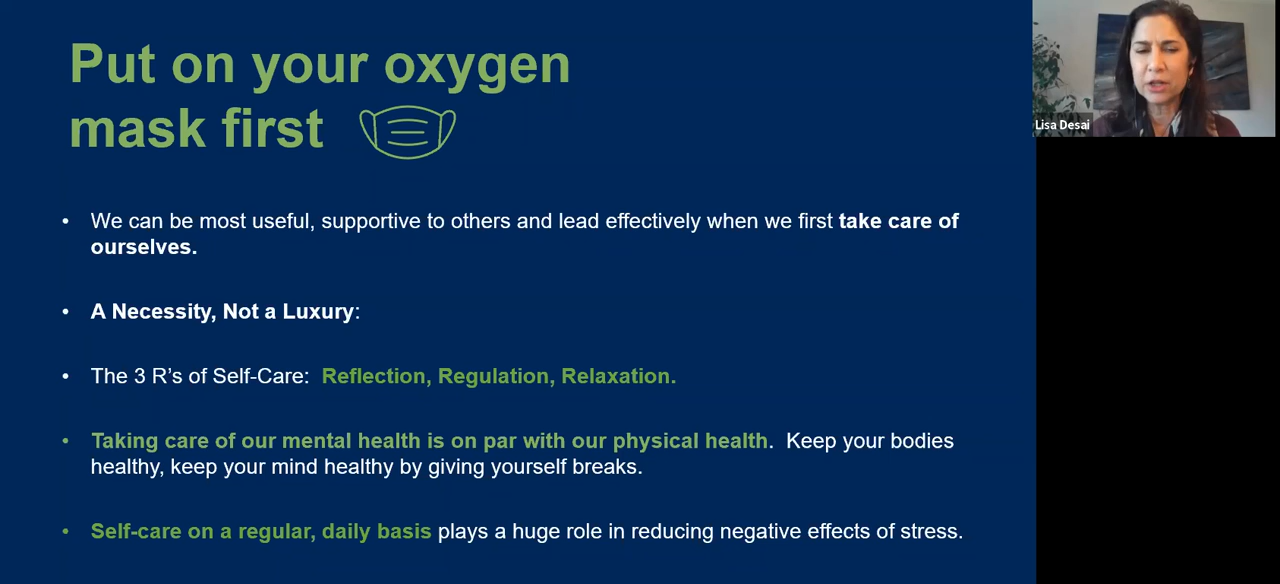 Put on your oxygen
mask first
Lisa Desai
• We can be most useful, supportive to others and lead effectively when we first take care of
ourselves.
• A Necessity, Not a Luxury:
• The 3 R’s of Self-Care:  Reflection, Regulation, Relaxation.
• Taking care of our mental health is on par with our physical health.  Keep your bodies
healthy, keep your mind healthy by giving yourself breaks.
• Self-care on a regular, daily basis plays a huge role in reducing negative effects of stress.